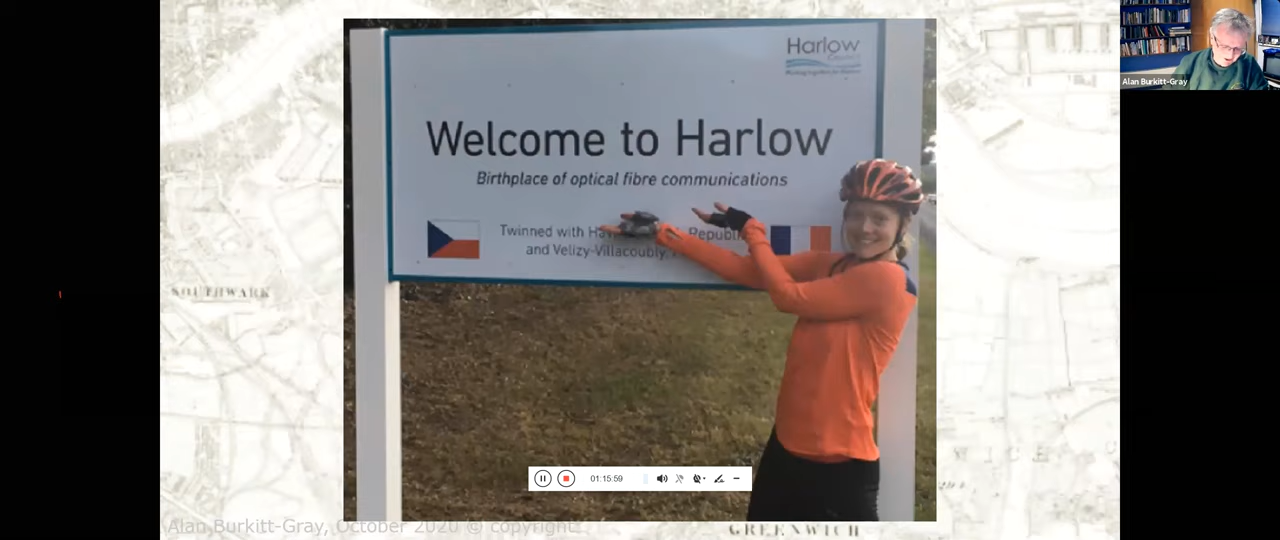 Harlow
Welcome to Harlow
Birthplace of optical fibre communications
Twinned with Republic
and Velizy-Villacoubly,
Alan Burkitt-Gray
SOUTHWARK
01:15:59
Alan Burkitt-Gray, October 2020 © copyright
GREENWICH